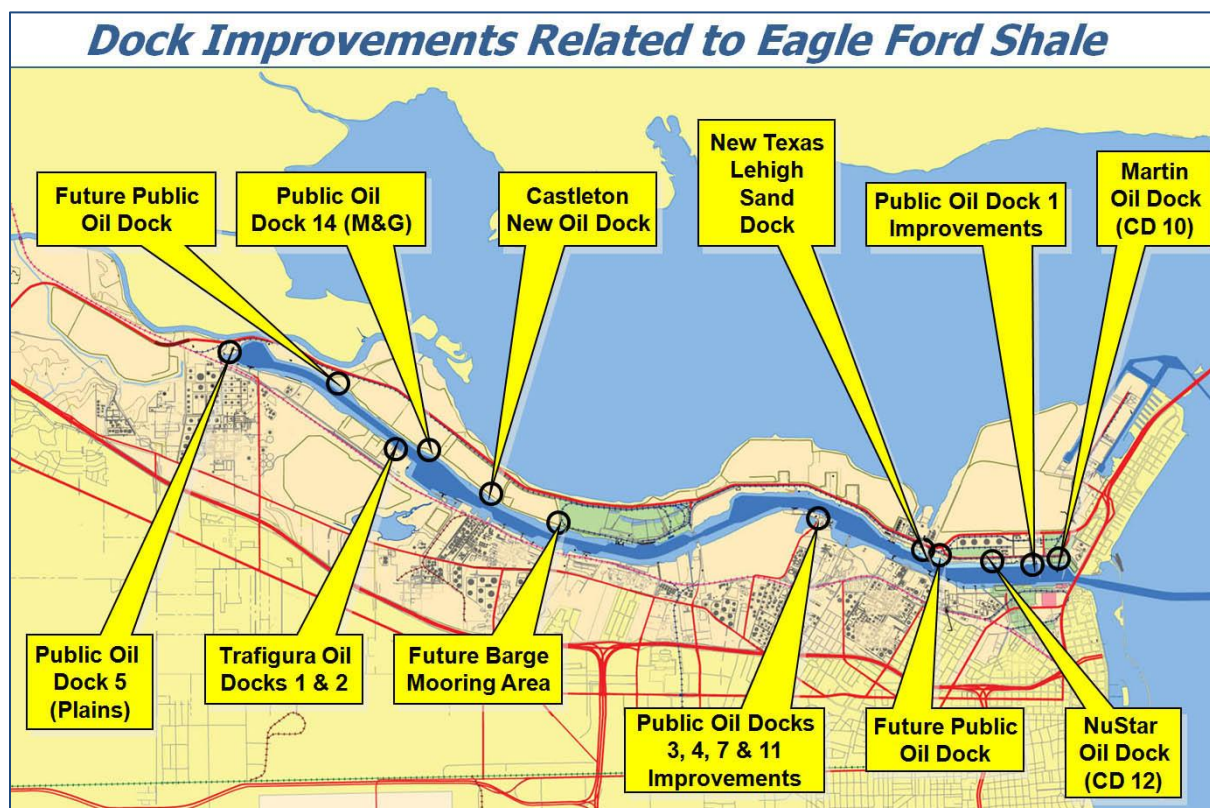 Dock Improvements Related to Eagle Ford Shale
Future Public
Oil Dock
Public Oil
Dock 14 (M&G)
Castleton
New Oil Dock
New Texas
Lehigh
Sand
Dock
Public Oil Dock 1
Improvements
Martin
Oil Dock
(CD 10)
Public Oil
Dock 5
(Plains)
Trafigura Oil
Docks 1 & 2
Future Barge
Mooring Area
Public Oil Docks
3, 4, 7 & 11
Improvements
Future Public
Oil Dock
NuStar
Oil Dock
(CD 12)